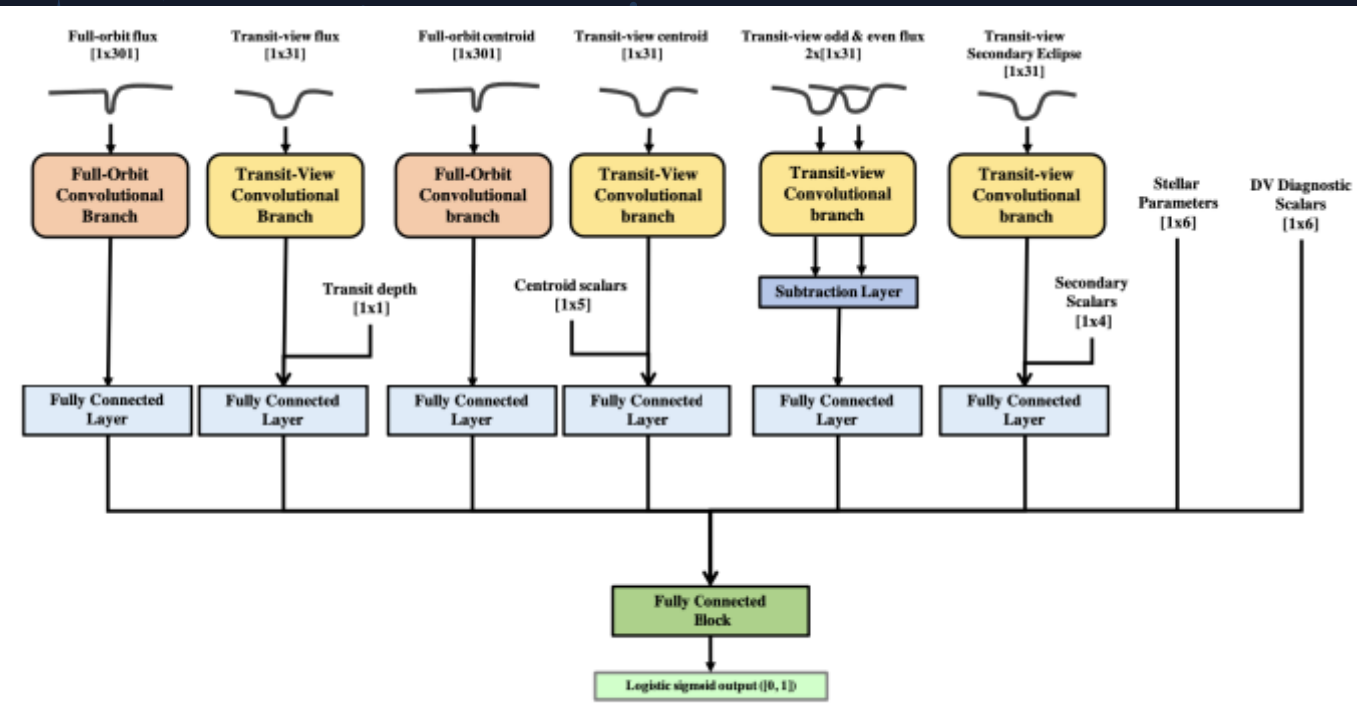 Full-orbit flux
[1x301]
Transit-view flux
[1x31]
Full-orbit centroid
[1x301]
Transit-view centroid
[1x31]
Transit-view odd & even flux
2x[1x31]
Transit-view
Secondary Eclipse
[1x31]
Full-Orbit
Convolutional
Branch
Transit-View
Convolutional
Branch
Full-Orbit
Convolutional
branch
Transit-View
Convolutional
branch
Transit-view
Convolutional
branch
Transit-view
Convolutional
branch
Stellar
Parameters
[1x6]
DV Diagnostic
Scalars
[1x6]
Transit depth
[1x1]
Centroid scalars
[1x5]
Subtraction Layer
Secondary
Scalars
[1x4]
Fully Connected
Layer
Fully Connected
Layer
Fully Connected
Layer
Fully Connected
Layer
Fully Connected
Layer
Fully Connected
Layer
Fully Connected
Block
Logistic sigmoid output ([0, 1])